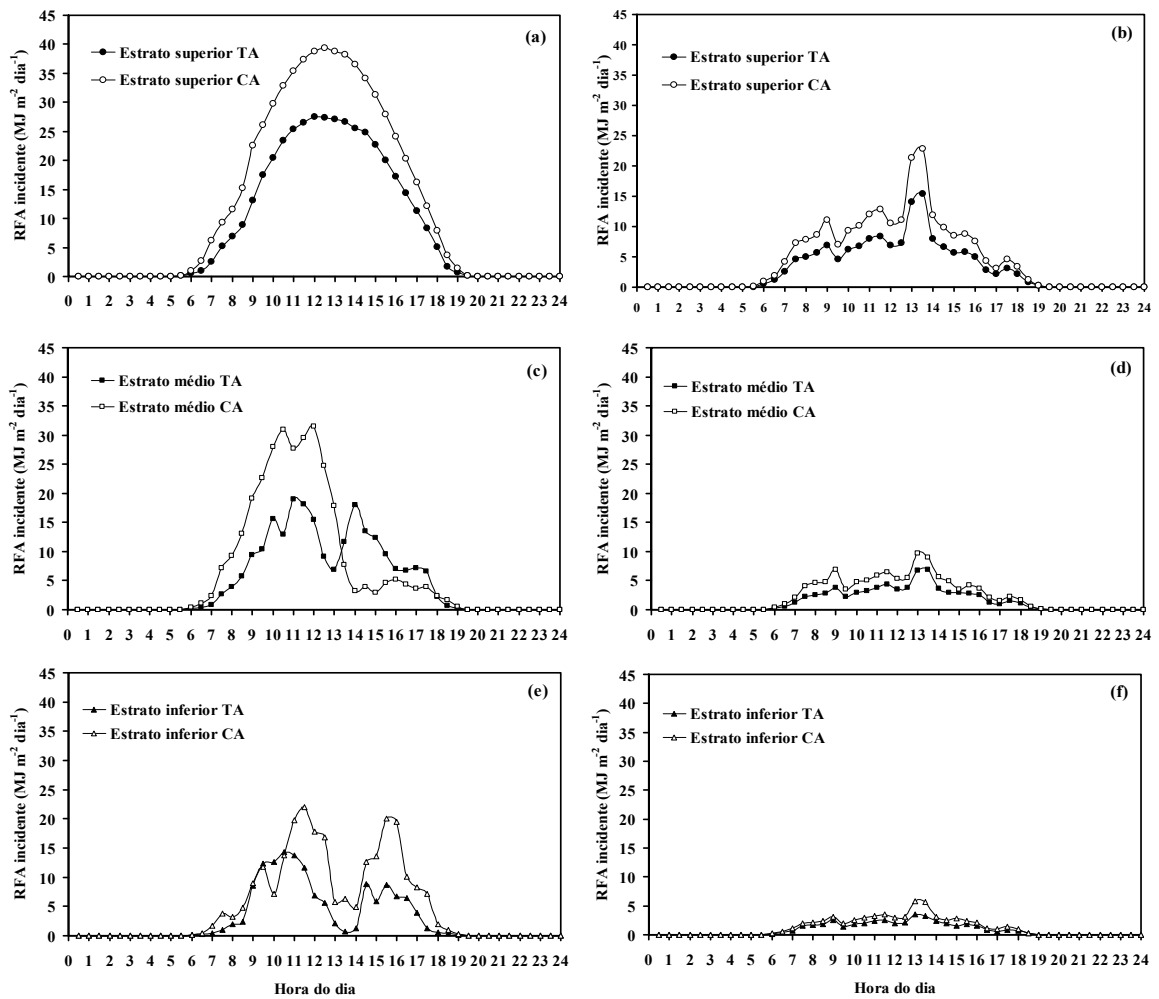 (a)
Estrato superior TA
Estrato superior CA
RFA incidente (MJ m-2 dia-1)
45
40
35
30
25
20
15
10
5
0
0 1 2 3 4 5 6 7 8 9 10 11 12 13 14 15 16 17 18 19 20 21 22 23 24
(b)
Estrato superior TA
Estrato superior CA
RFA incidente (MJ m-2 dia-1)
45
40
35
30
25
20
15
10
5
0
0 1 2 3 4 5 6 7 8 9 10 11 12 13 14 15 16 17 18 19 20 21 22 23 24
(c)
Estrato médio TA
Estrato médio CA
RFA incidente (MJ m-2 dia-1)
45
40
35
30
25
20
15
10
5
0
0 1 2 3 4 5 6 7 8 9 10 11 12 13 14 15 16 17 18 19 20 21 22 23 24
(d)
Estrato médio TA
Estrato médio CA
RFA incidente (MJ m-2 dia-1)
45
40
35
30
25
20
15
10
5
0
0 1 2 3 4 5 6 7 8 9 10 11 12 13 14 15 16 17 18 19 20 21 22 23 24
(e)
Estrato inferior TA
Estrato inferior CA
RFA incidente (MJ m-2 dia-1)
45
40
35
30
25
20
15
10
5
0
0 1 2 3 4 5 6 7 8 9 10 11 12 13 14 15 16 17 18 19 20 21 22 23 24
Hora do dia
(f)
Estrato inferior TA
Estrato inferior CA
RFA incidente (MJ m-2 dia-1)
45
40
35
30
25
20
15
10
5
0
0 1 2 3 4 5 6 7 8 9 10 11 12 13 14 15 16 17 18 19 20 21 22 23 24
Hora do dia